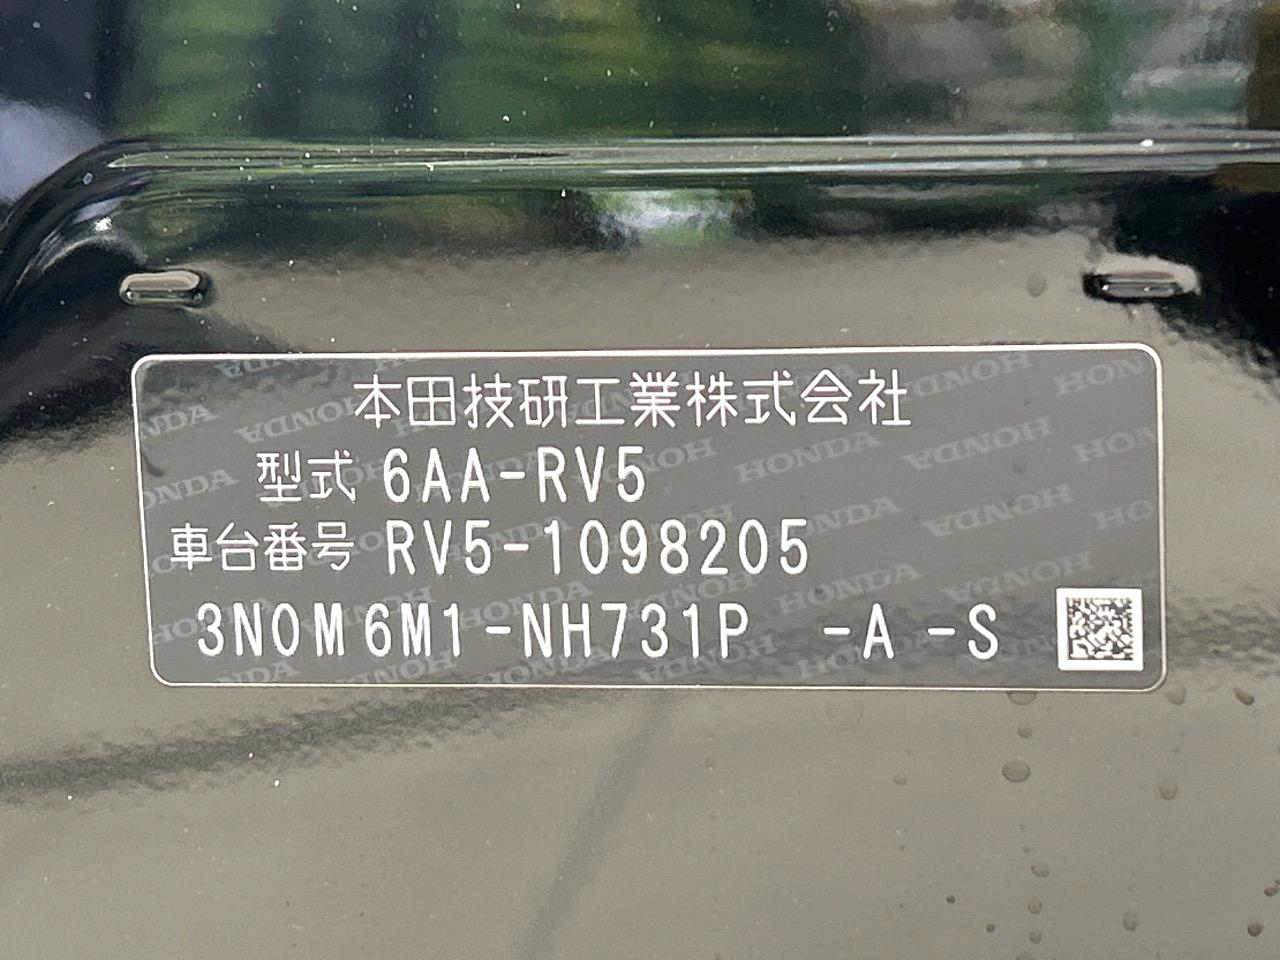 本田技研工業株式会社
型式 6AA-RV5
車台番号 RV5-1098205
3N0M6M1-NH731P -A -S